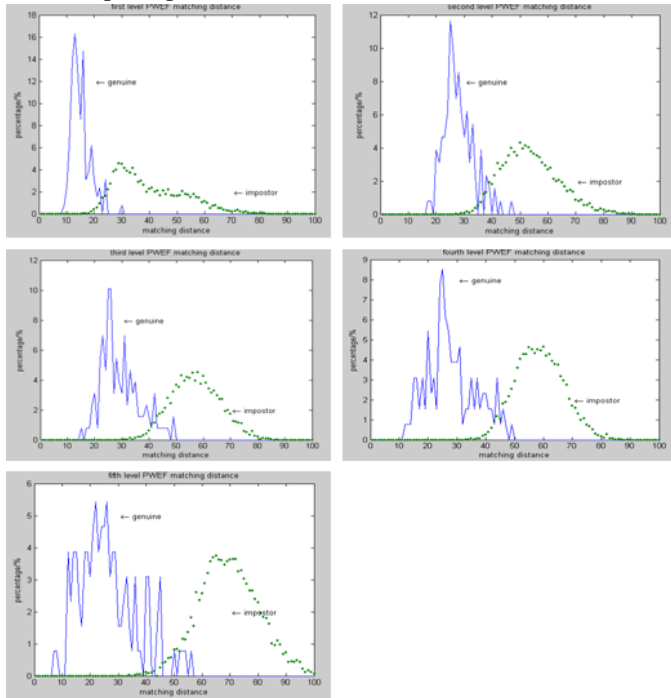 first level PWEF matching distance
18
16
14
12
10
8
6
4
2
0
percentage/%
← genuine
← impostor
0 10 20 30 40 50 60 70 80 90 100
matching distance
second level PWEF matching distance
12
10
8
6
4
2
0
percentage/%
← genuine
← impostor
0 10 20 30 40 50 60 70 80 90 100
matching distance
third level PWEF matching distance
12
10
8
6
4
2
0
percentage/%
← genuine
← impostor
0 10 20 30 40 50 60 70 80 90 100
matching distance
fourth level PWEF matching distance
9
8
7
6
5
4
3
2
1
0
percentage/%
← genuine
← impostor
0 10 20 30 40 50 60 70 80 90 100
matching distance
fifth level PWEF matching distance
6
5
4
3
2
1
0
percentage/%
← genuine
← impostor
0 10 20 30 40 50 60 70 80 90 100
matching distance